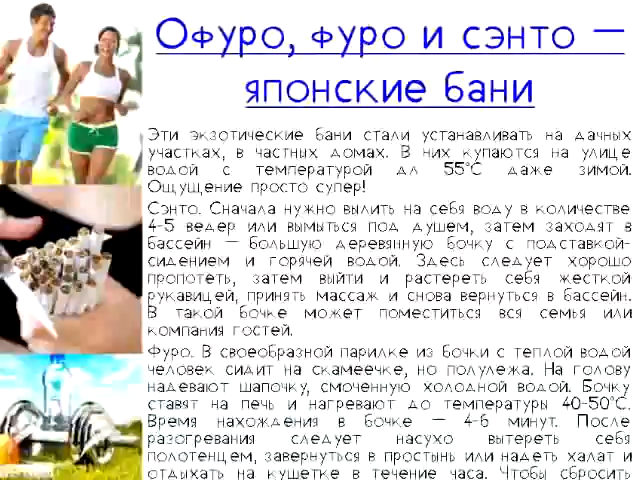 Офуро, фуро и сэнто —
японские бани
Эти экзотические бани стали устанавливать на дачных
участках, в частных домах. В них купаются на улице
водой с температурой дл 55°С даже зимой.
Ощущение просто супер!
Сэнто. Сначала нужно вылить на себя воду в количестве
4-5 ведер или вымыться под душем, затем заходят в
бассейн — большую деревянную бочку с подставкой-
сидением и горячей водой. Здесь следует хорошо
пропотеть, затем выйти и растереть себя жесткой
рукавицей, принять массаж и снова вернуться в бассейн.
В такой бочке может поместиться вся семья или
компания гостей.
Фуро. В своеобразной парилке из бочки с теплой водой
человек сидит на скамеечке, но полулежа. На голову
надевают шапочку, смоченную холодной водой. Бочку
ставят на печь и нагревают до температуры 40-50°С.
Время нахождения в бочке — 4-6 минут. После
разогревания следует насухо вытереть себя
полотенцем, завернуться в простынь или надеть халат и
отдыхать на кушетке в течение часа. Чтобы сбросить